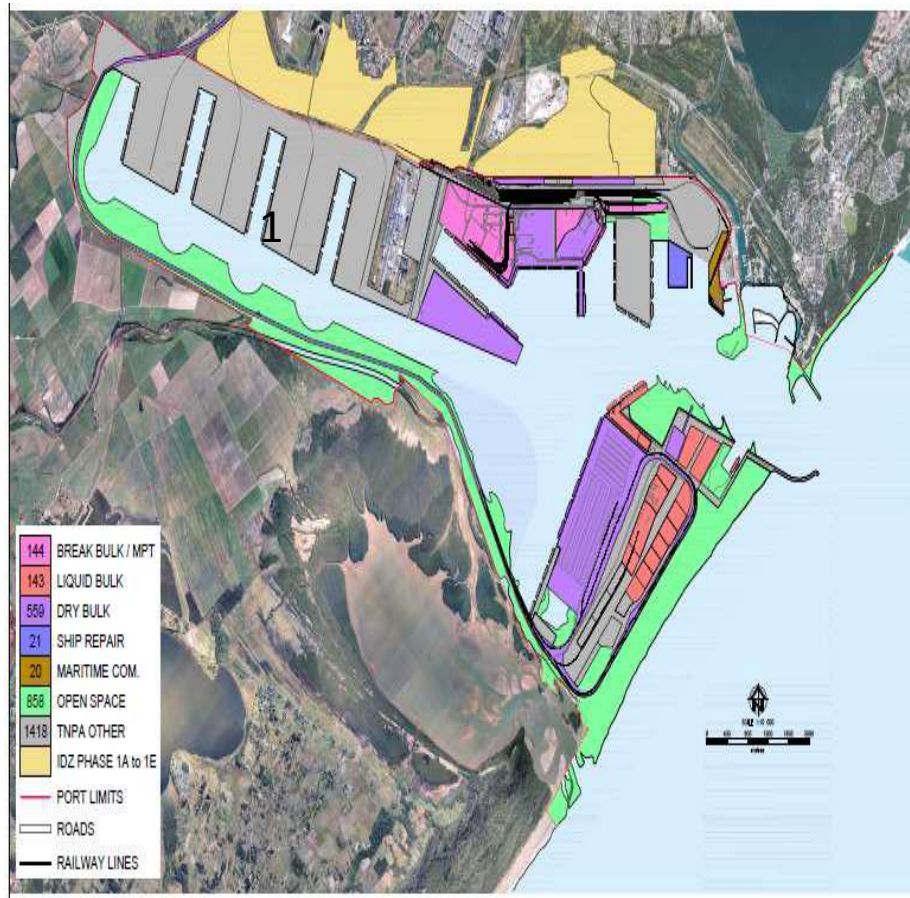 1
144 BREAK BULK / MPT
143 LIQUID BULK
559 DRY BULK
21 SHIP REPAIR
20 MARITIME COM.
858 OPEN SPACE
1418 TNPA OTHER
IDZ PHASE 1A to 1E
PORT LIMITS
ROADS
RAILWAY LINES